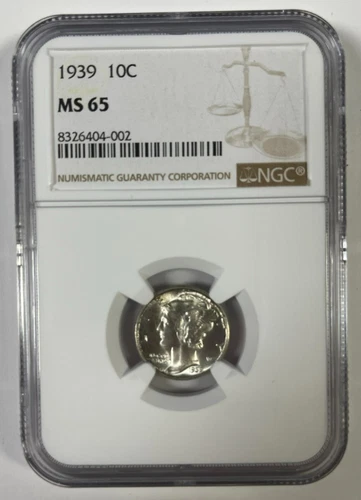 1939 10C
MS 65
8326404-002
NUMISMATIC GUARANTY CORPORATION
NGC®